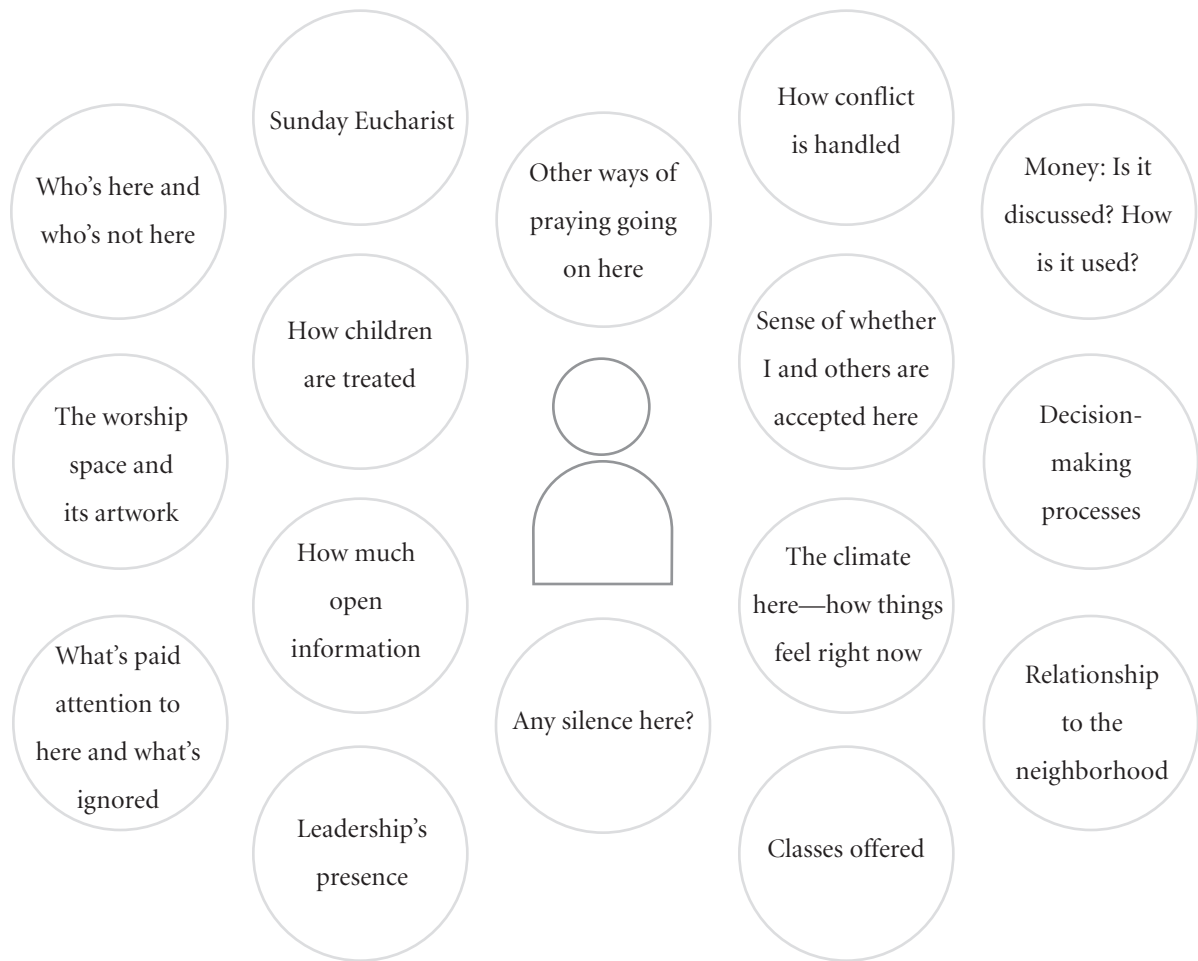 Who’s here and
who’s not here
The worship
space and
its artwork
What’s paid
attention to
here and what’s
ignored
Sunday Eucharist
How children
are treated
How much
open
information
Leadership’s
presence
Other ways of
praying going
on here
Any silence here?
How conflict
is handled
Sense of whether
I and others are
accepted here
The climate
here—how things
feel right now
Classes offered
Money: Is it
discussed? How
is it used?
Decision-
making
processes
Relationship
to the
neighborhood